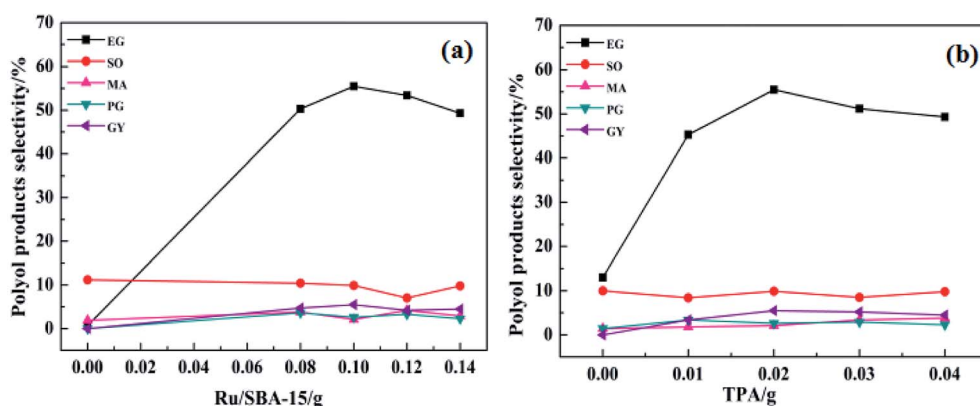 70
60
50
40
30
20
10
0
Polyol products selectivity/%
EG
SO
MA
PG
GY
(a)
0.00 0.02 0.04 0.06 0.08 0.10 0.12 0.14
Ru/SBA-15/g
70
60
50
40
30
20
10
0
Polyol products selectivity/%
EG
SO
MA
PG
GY
(b)
0.00 0.01 0.02 0.03 0.04
TPA/g